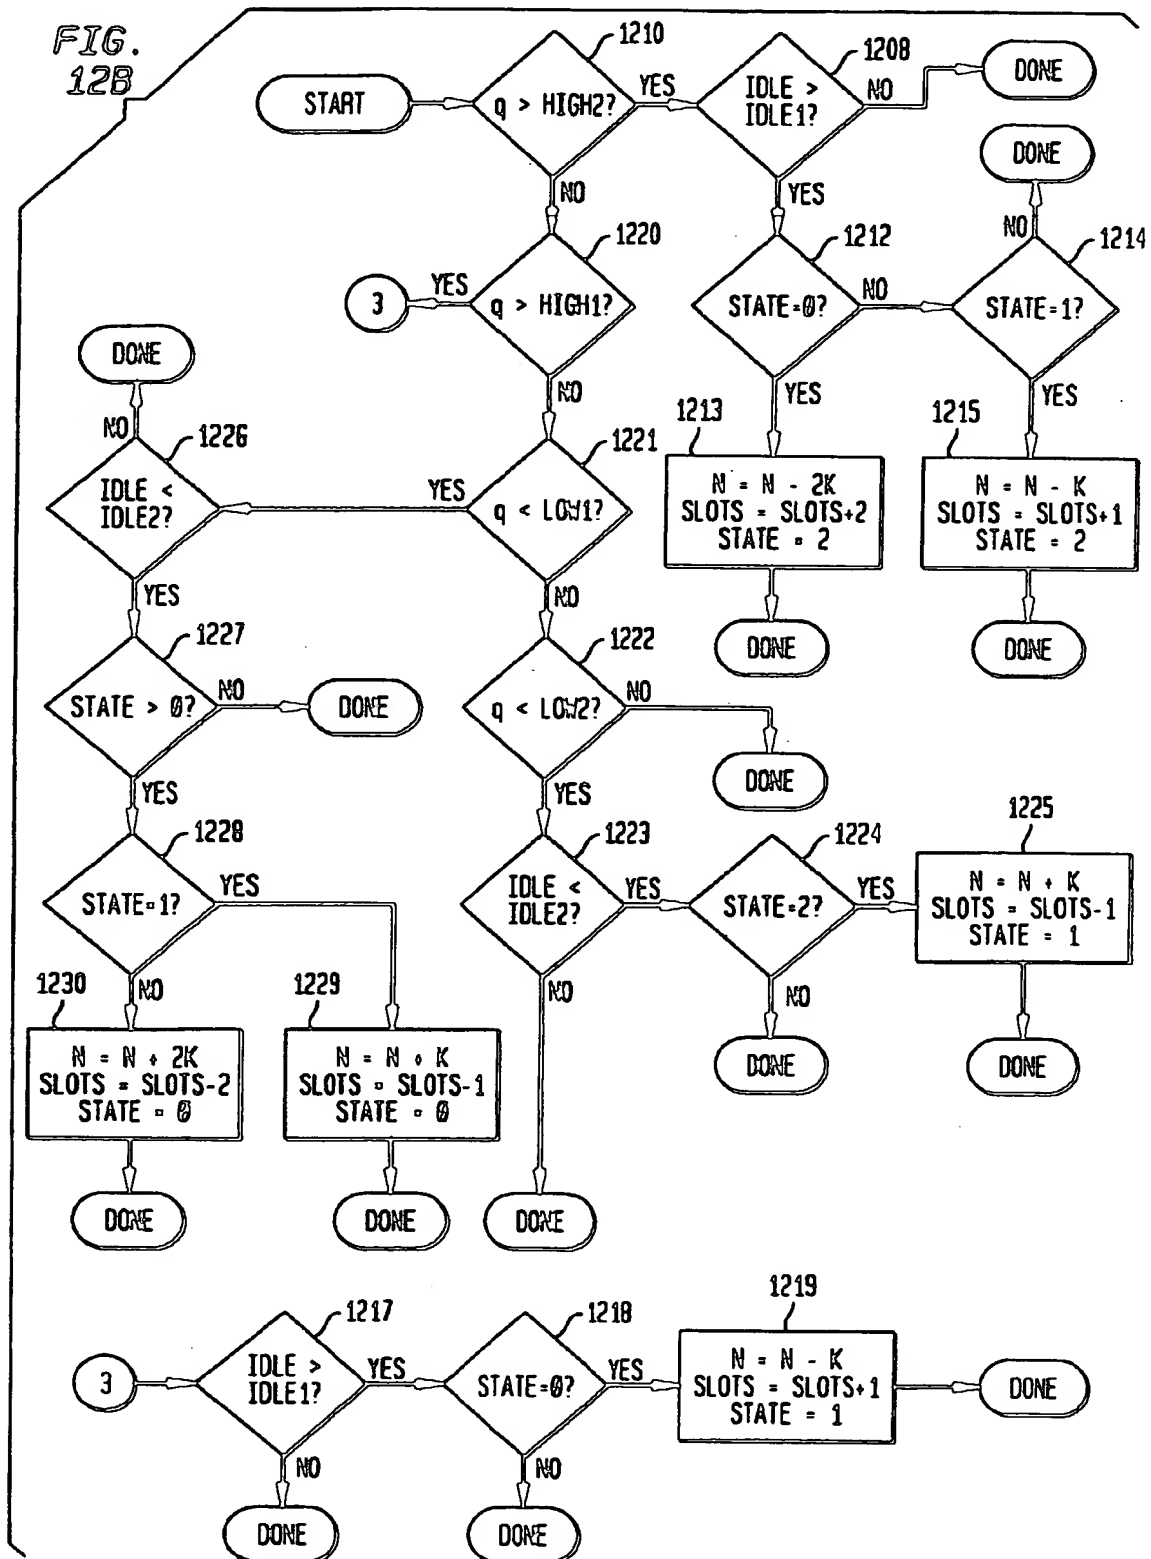 FIG.
12B
START
1210
q > HIGH2?
YES
NO
1208
IDLE >
IDLE1?
NO
DONE
YES
1220
q > HIGH1?
YES
3
NO
1212
STATE=0?
NO
YES
1214
STATE=1?
NO
DONE
YES
1213
N = N - 2K
SLOTS = SLOTS+2
STATE = 2
DONE
1215
N = N - K
SLOTS = SLOTS+1
STATE = 2
DONE
1221
q < LOW1?
YES
NO
1226
IDLE <
IDLE2?
NO
DONE
YES
1227
STATE > 0?
NO
DONE
YES
1222
q < LOW2?
NO
DONE
YES
1228
STATE=1?
YES
NO
1223
IDLE <
IDLE2?
YES
NO
DONE
1224
STATE=2?
YES
NO
DONE
1225
N = N + K
SLOTS = SLOTS-1
STATE = 1
DONE
1230
N = N + 2K
SLOTS = SLOTS-2
STATE = 0
DONE
1229
N = N + K
SLOTS = SLOTS-1
STATE = 0
DONE
3
1217
IDLE >
IDLE1?
YES
NO
DONE
1218
STATE=0?
YES
NO
DONE
1219
N = N - K
SLOTS = SLOTS+1
STATE = 1
DONE